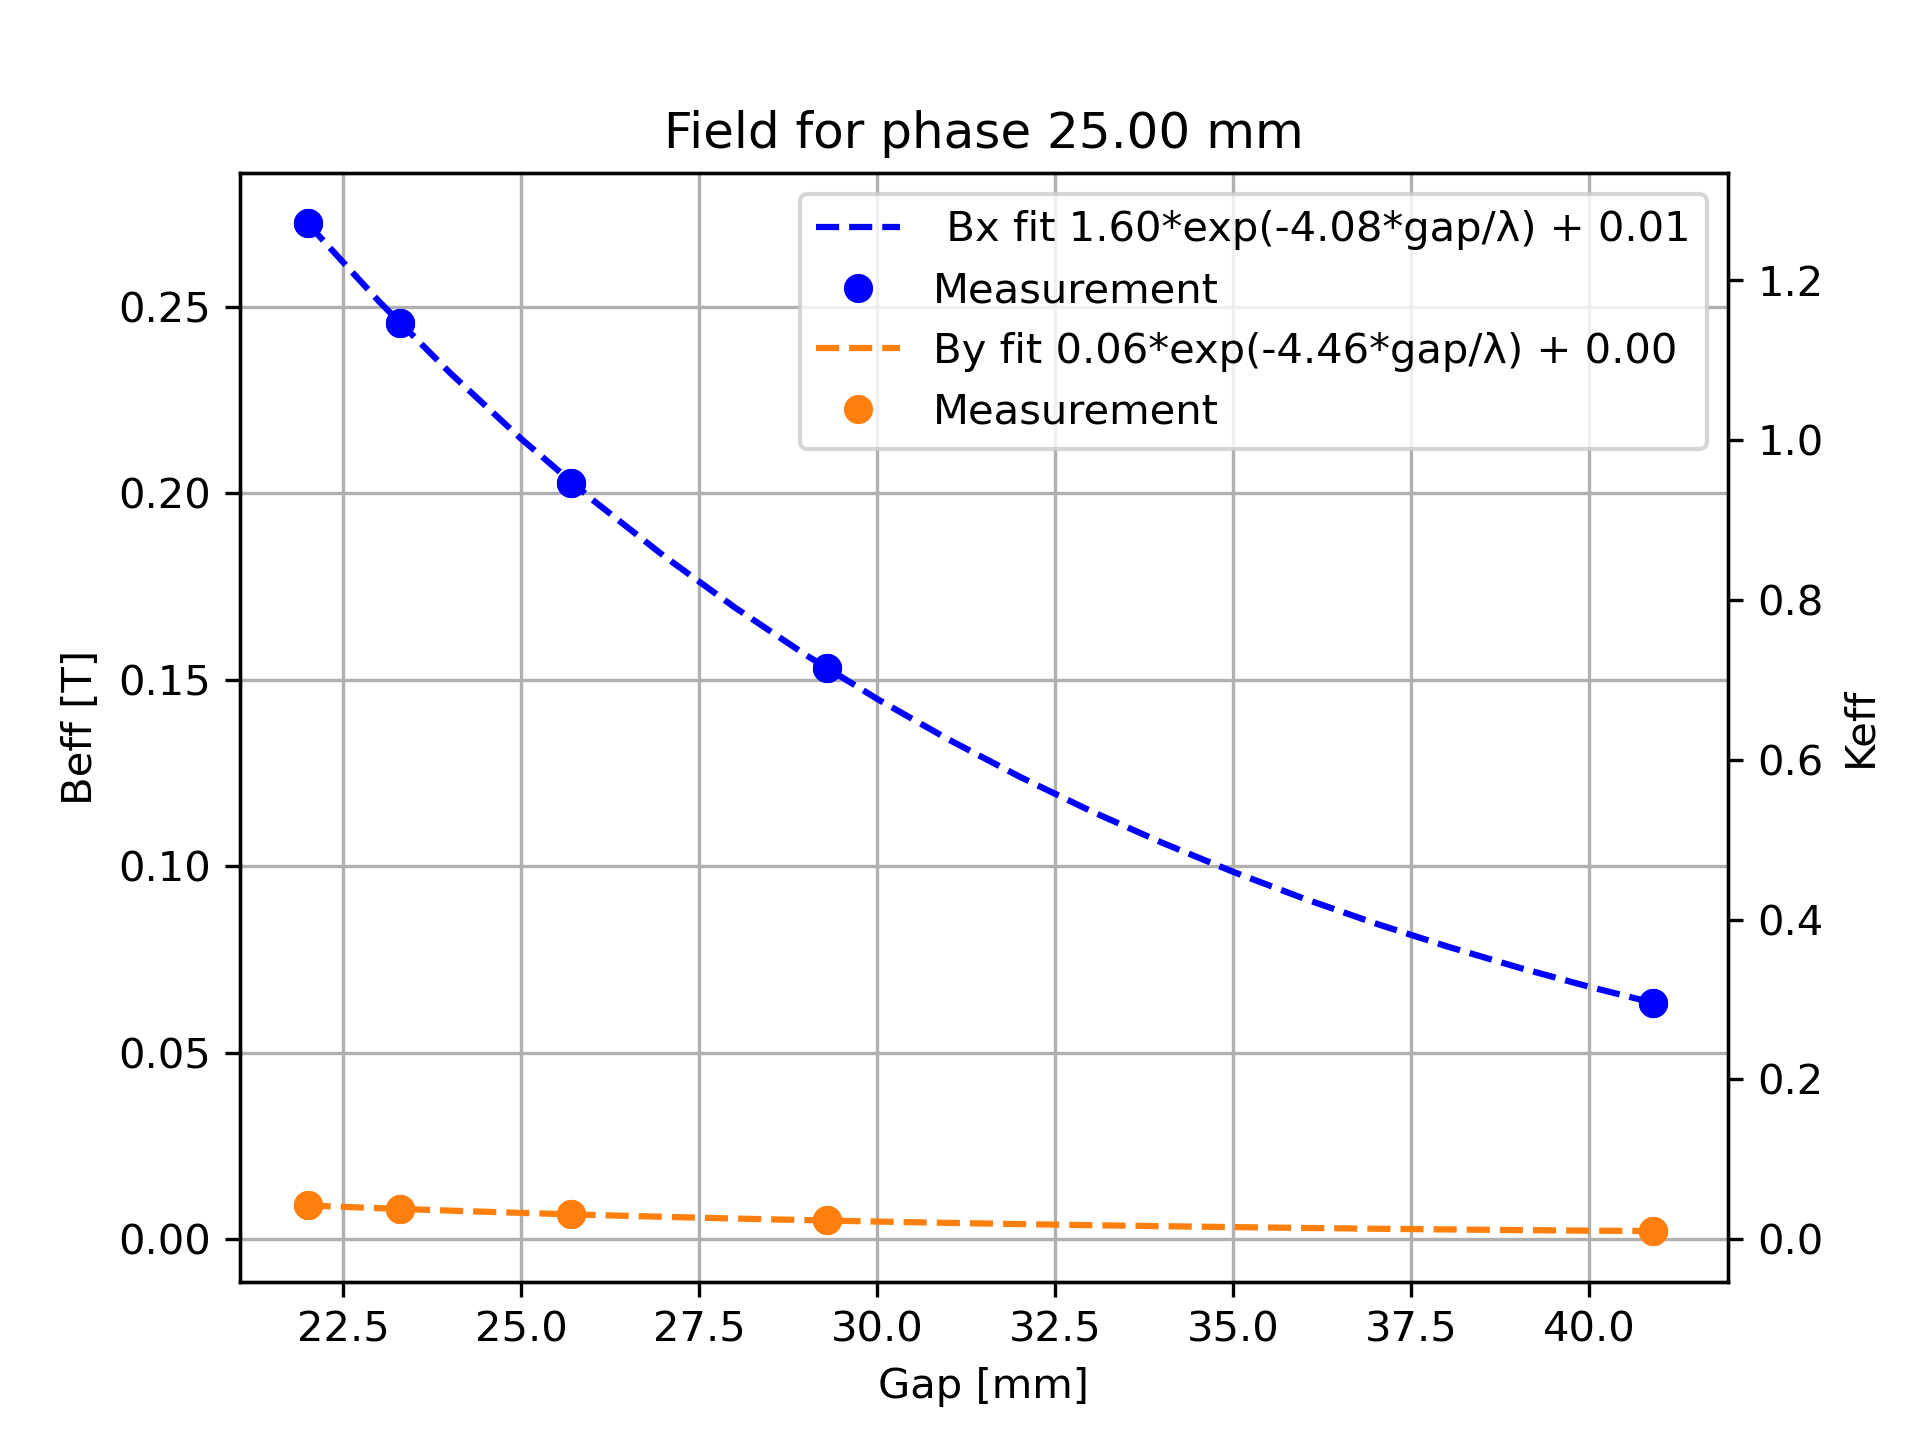 Field for phase 25.00 mm
Bx fit 1.60*exp(-4.08*gap/λ) + 0.01
Measurement
By fit 0.06*exp(-4.46*gap/λ) + 0.00
Measurement
Beff [T]
0.25
0.20
0.15
0.10
0.05
0.00
1.2
1.0
0.8
0.6
0.4
0.2
0.0
Keff
22.5 25.0 27.5 30.0 32.5 35.0 37.5 40.0
Gap [mm]